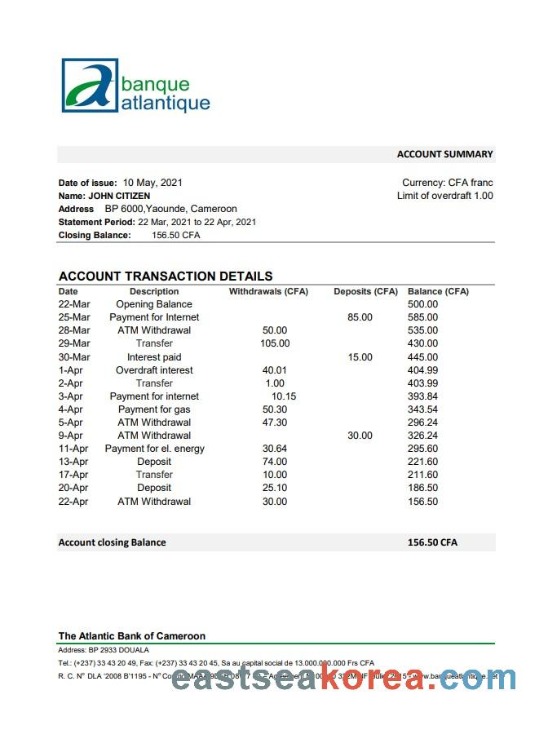 banque
atlantique
ACCOUNT SUMMARY
Date of issue: 10 May, 2021 Currency: CFA franc
Name: JOHN CITIZEN Limit of overdraft 1.00
Address BP 6000,Yaounde, Cameroon
Statement Period: 22 Mar, 2021 to 22 Apr, 2021
Closing Balance: 156.50 CFA
ACCOUNT TRANSACTION DETAILS
Date Description Withdrawals (CFA) Deposits (CFA) Balance (CFA)
22-Mar Opening Balance 500.00
25-Mar Payment for Internet 85.00 585.00
28-Mar ATM Withdrawal 50.00 535.00
29-Mar Transfer 105.00 430.00
30-Mar Interest paid 15.00 445.00
1-Apr Overdraft interest 40.01 404.99
2-Apr Transfer 1.00 403.99
3-Apr Payment for internet 10.15 393.84
4-Apr Payment for gas 50.30 343.54
5-Apr ATM Withdrawal 47.30 296.24
9-Apr ATM Withdrawal 30.00 326.24
11-Apr Payment for el. energy 30.64 295.60
13-Apr Deposit 74.00 221.60
17-Apr Transfer 10.00 211.60
20-Apr Deposit 25.10 186.50
22-Apr ATM Withdrawal 30.00 156.50
Account closing Balance 156.50 CFA
The Atlantic Bank of Cameroon
Address: BP 2933 DOUALA
Tel.: (+237) 33 43 20 49, Fax: (+237) 33 43 20 45, Sa au capital social de 13.000.000.000 Frs CFA
R. C. N° DLA '2008 B'1195 - N°
eastseakorea.com